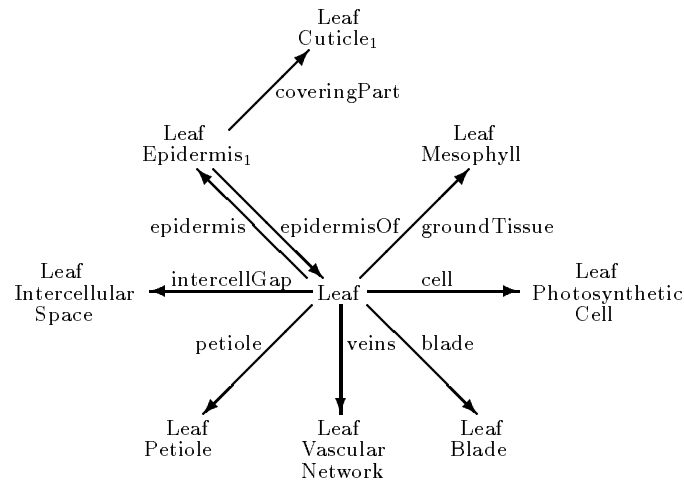 Leaf
Cuticle₁
coveringPart
Leaf
Epidermis₁
Leaf
Mesophyll
epidermis
epidermisOf
groundTissue
Leaf
Intercellular
Space
intercellGap
Leaf
cell
Leaf
Photosynthetic
Cell
petiole
veins
blade
Leaf
Petiole
Leaf
Vascular
Network
Leaf
Blade